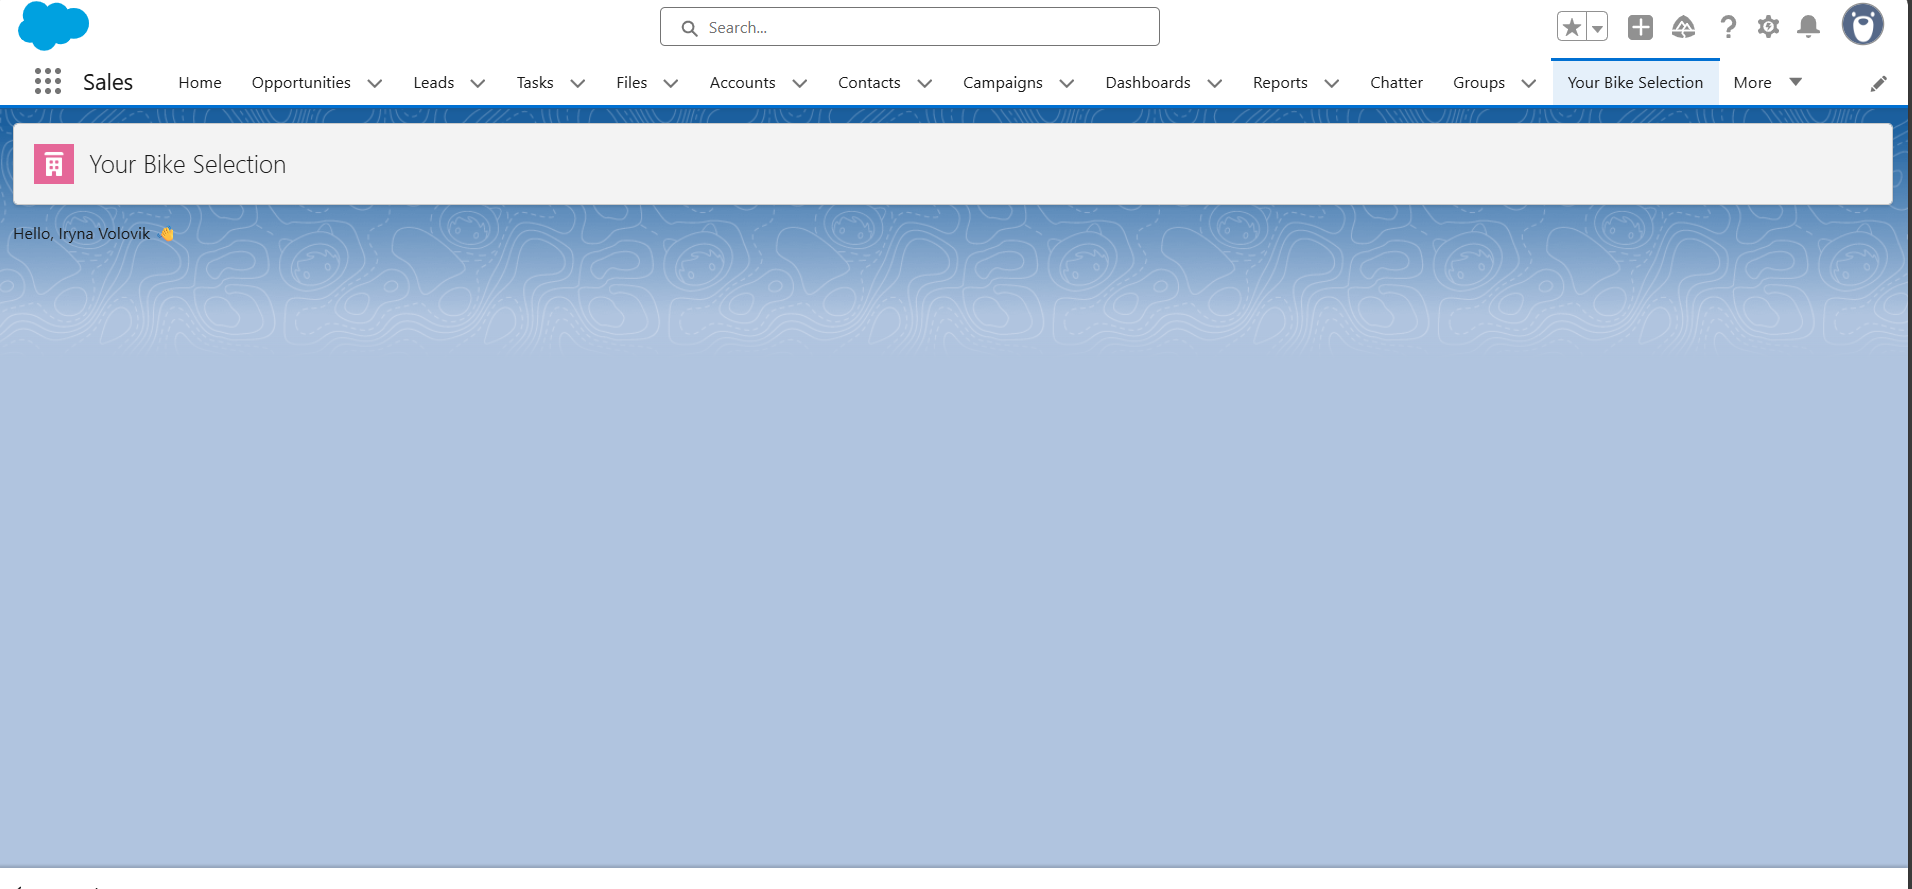 Search...
Sales Home Opportunities Leads Tasks Files Accounts Contacts Campaigns Dashboards Reports Chatter Groups Your Bike Selection More
Your Bike Selection
Hello, Iryna Volovik 👋